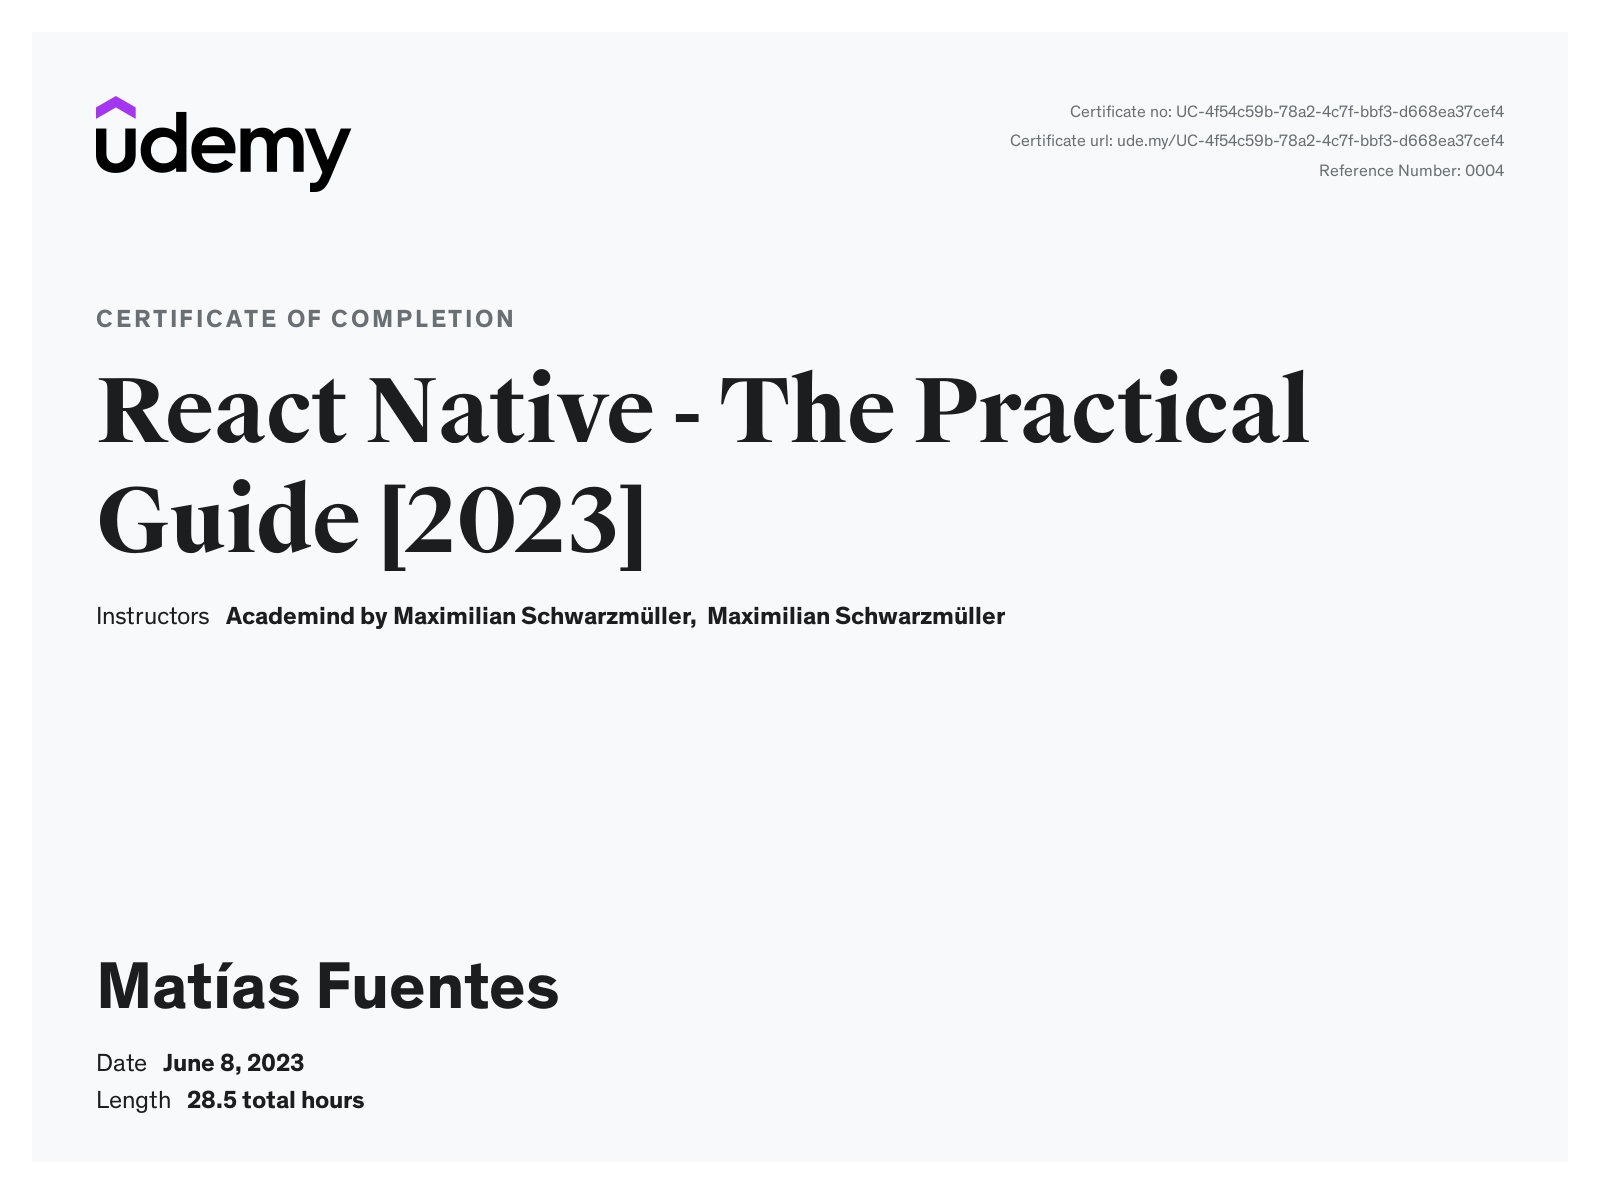 udemy
Certificate no: UC-4f54c59b-78a2-4c7f-bbf3-d668ea37cef4
Certificate url: ude.my/UC-4f54c59b-78a2-4c7f-bbf3-d668ea37cef4
Reference Number: 0004
CERTIFICATE OF COMPLETION
React Native - The Practical
Guide [2023]
Instructors Academind by Maximilian Schwarzmüller, Maximilian Schwarzmüller
Matías Fuentes
Date June 8, 2023
Length 28.5 total hours